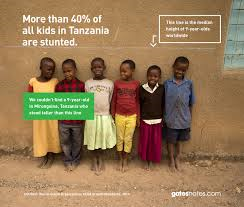 More than 40% of
all kids in Tanzania
are stunted.
This line is the median
height of 9-year-olds
worldwide
We couldn't find a 9-year-old
in Mirongoine, Tanzania who
stood taller than this line
gatesnotes.com